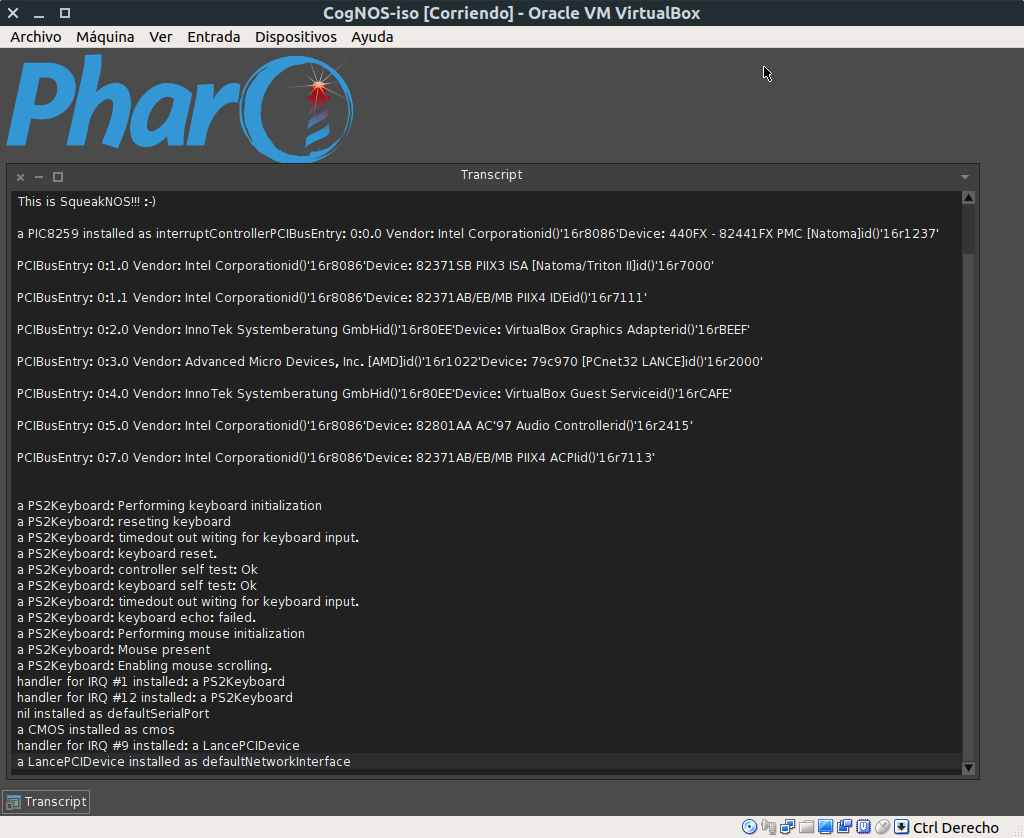 CogNOS-iso [Corriendo] - Oracle VM VirtualBox
Archivo Máquina Ver Entrada Dispositivos Ayuda
Pharo
Transcript
This is SqueakNOS!!! :-)
a PIC8259 installed as interruptControllerPCIBusEntry: 0:0.0 Vendor: Intel Corporationid()'16r8086'Device: 440FX - 82441FX PMC [Natoma]id()'16r1237'
PCIBusEntry: 0:1.0 Vendor: Intel Corporationid()'16r8086'Device: 82371SB PIIX3 ISA [Natoma/Triton II]id()'16r7000'
PCIBusEntry: 0:1.1 Vendor: Intel Corporationid()'16r8086'Device: 82371AB/EB/MB PIIX4 IDEid()'16r7111'
PCIBusEntry: 0:2.0 Vendor: InnoTek Systemberatung GmbHid()'16r80EE'Device: VirtualBox Graphics Adapterid()'16rBEEF'
PCIBusEntry: 0:3.0 Vendor: Advanced Micro Devices, Inc. [AMD]id()'16r1022'Device: 79c970 [PCnet32 LANCE]id()'16r2000'
PCIBusEntry: 0:4.0 Vendor: InnoTek Systemberatung GmbHid()'16r80EE'Device: VirtualBox Guest Serviceid()'16rCAFE'
PCIBusEntry: 0:5.0 Vendor: Intel Corporationid()'16r8086'Device: 82801AA AC'97 Audio Controllerid()'16r2415'
PCIBusEntry: 0:7.0 Vendor: Intel Corporationid()'16r8086'Device: 82371AB/EB/MB PIIX4 ACPIid()'16r7113'
a PS2Keyboard: Performing keyboard initialization
a PS2Keyboard: reseting keyboard
a PS2Keyboard: timedout out witing for keyboard input.
a PS2Keyboard: keyboard reset.
a PS2Keyboard: controller self test: Ok
a PS2Keyboard: keyboard self test: Ok
a PS2Keyboard: timedout out witing for keyboard input.
a PS2Keyboard: keyboard echo: failed.
a PS2Keyboard: Performing mouse initialization
a PS2Keyboard: Mouse present
a PS2Keyboard: Enabling mouse scrolling.
handler for IRQ #1 installed: a PS2Keyboard
handler for IRQ #12 installed: a PS2Keyboard
nil installed as defaultSerialPort
a CMOS installed as cmos
handler for IRQ #9 installed: a LancePCIDevice
a LancePCIDevice installed as defaultNetworkInterface
Transcript
Ctrl Derecho